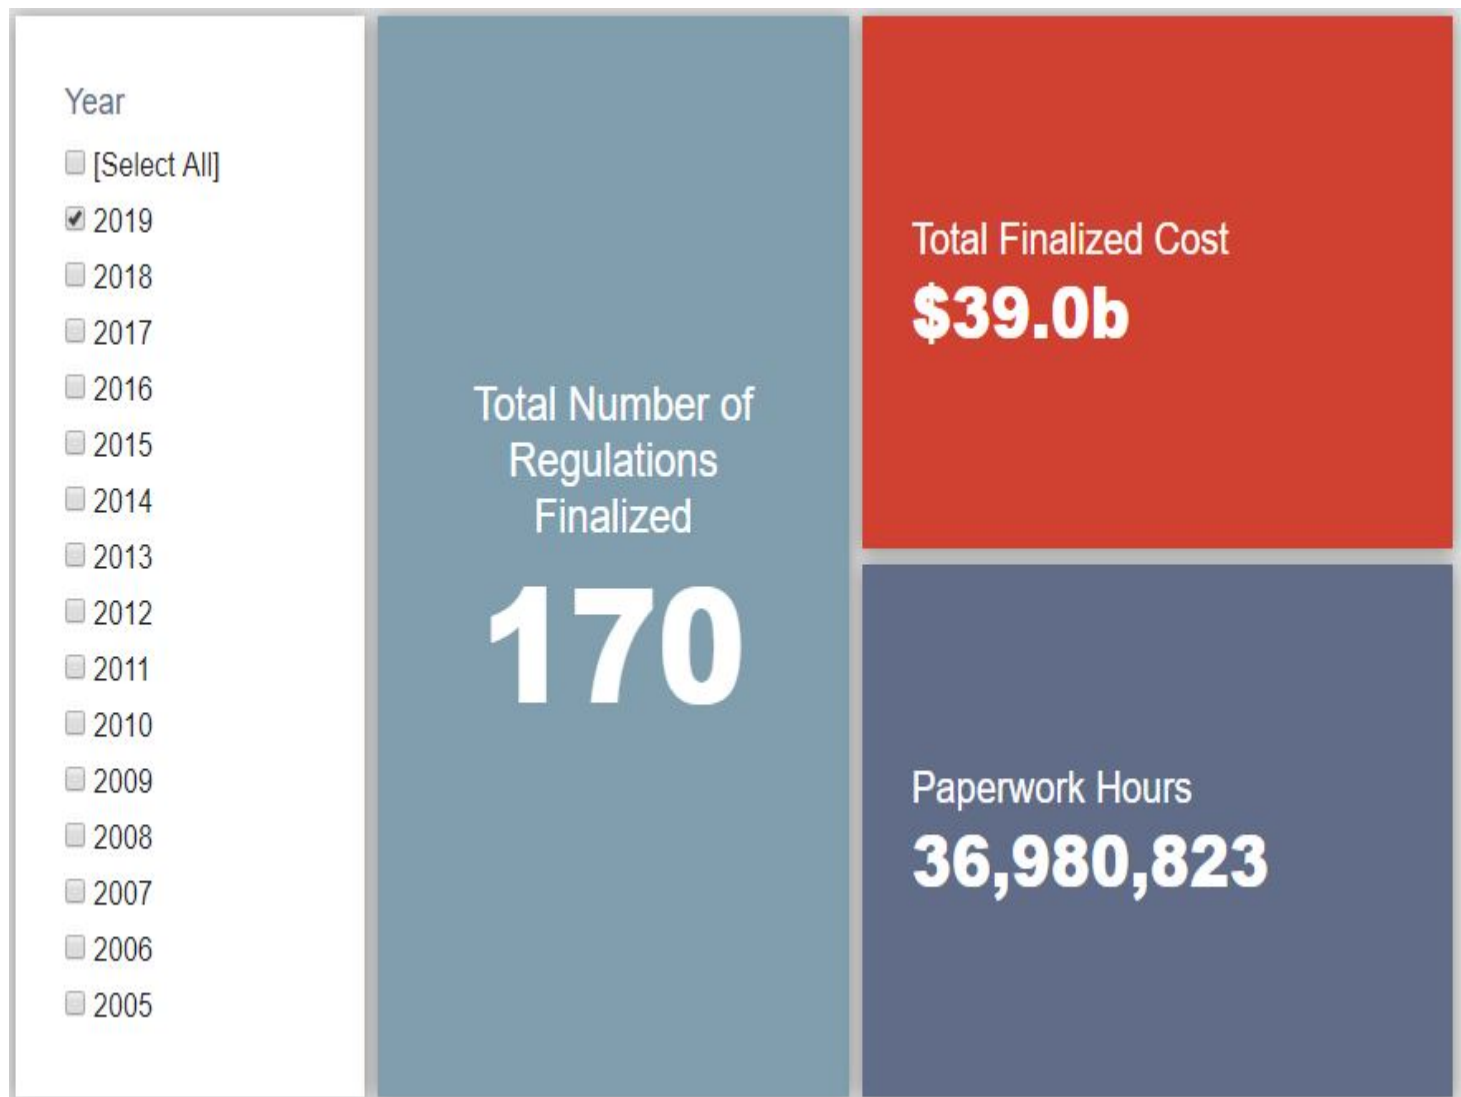 Year
[Select All]
2019
2018
2017
2016
2015
2014
2013
2012
2011
2010
2009
2008
2007
2006
2005
Total Number of
Regulations
Finalized
170
Total Finalized Cost
$39.0b
Paperwork Hours
36,980,823